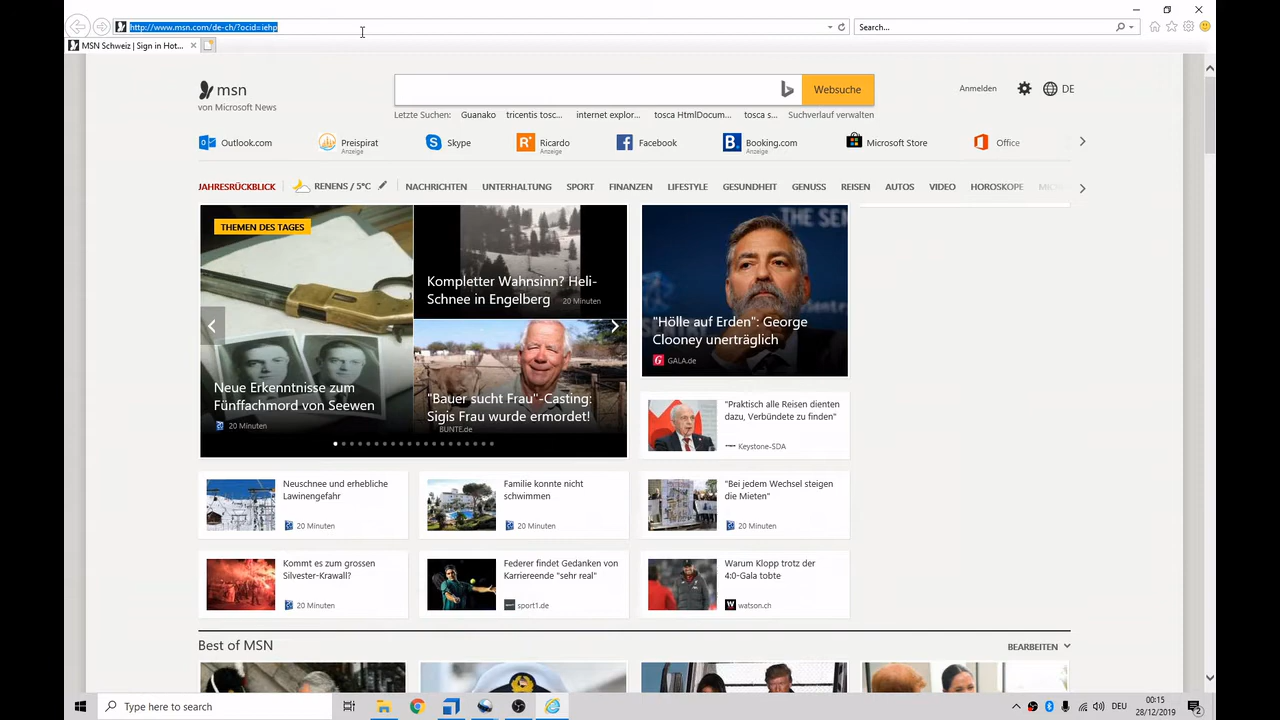 http://www.msn.com/de-ch/?ocid=iehp
Search...
MSN Schweiz | Sign in Hot...
msn
von Microsoft News
Websuche
Anmelden
DE
Letzte Suchen:
Guanako
tricentis tosc...
internet explor...
tosca HtmlDocum...
tosca s...
Suchverlauf verwalten
Outlook.com
Preispirat
Anzeige
Skype
Ricardo
Anzeige
Facebook
Booking.com
Anzeige
Microsoft Store
Office
JAHRESRÜCKBLICK
RENENS / 5°C
NACHRICHTEN
UNTERHALTUNG
SPORT
FINANZEN
LIFESTYLE
GESUNDHEIT
GENUSS
REISEN
AUTOS
VIDEO
HOROSKOPE
THEMEN DES TAGES
Neue Erkenntnisse zum
Fünffachmord von Seewen
20 Minuten
Kompletter Wahnsinn? Heli-
Schnee in Engelberg 20 Minuten
"Bauer sucht Frau"-Casting:
Sigis Frau wurde ermordet!
BUNTE.de
THE SEN
"Hölle auf Erden": George
Clooney unerträglich
GALA.de
"Praktisch alle Reisen dienten
dazu, Verbündete zu finden"
Keystone-SDA
Neuschnee und erhebliche
Lawinengefahr
20 Minuten
Familie konnte nicht
schwimmen
20 Minuten
"Bei jedem Wechsel steigen
die Mieten"
20 Minuten
Kommt es zum grossen
Silvester-Krawall?
20 Minuten
Federer findet Gedanken von
Karriereende "sehr real"
sport1.de
Warum Klopp trotz der
4:0-Gala tobte
watson.ch
Best of MSN
BEARBEITEN
Type here to search
DEU
00:15
28/12/2019
2